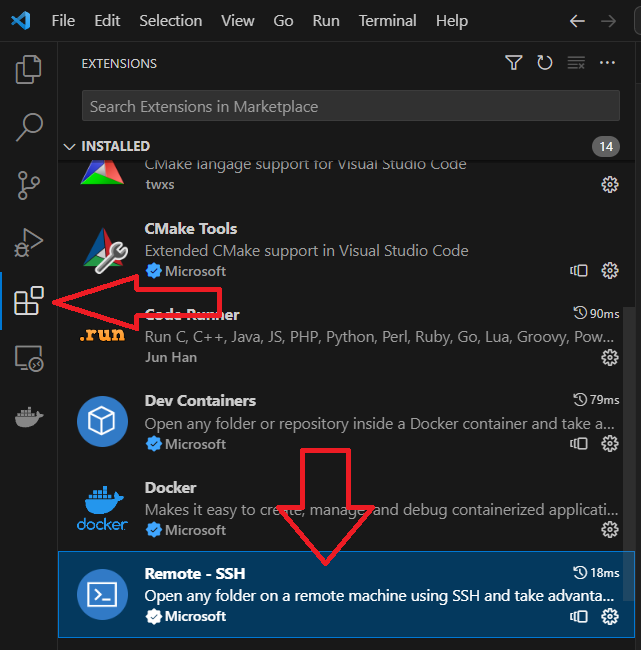 File Edit Selection View Go Run Terminal Help
EXTENSIONS
Search Extensions in Marketplace
INSTALLED 14
CMake langage support for Visual Studio Code
twxs
CMake Tools
Extended CMake support in Visual Studio Code
Microsoft
Code Runner 90ms
.run
Run C, C++, Java, JS, PHP, Python, Perl, Ruby, Go, Lua, Groovy, Pow...
Jun Han
Dev Containers 79ms
Open any folder or repository inside a Docker container and take a...
Microsoft
Docker
docker
Makes it easy to create, manage, and debug containerized applicati...
Microsoft
Remote - SSH 18ms
Open any folder on a remote machine using SSH and take advanta...
Microsoft